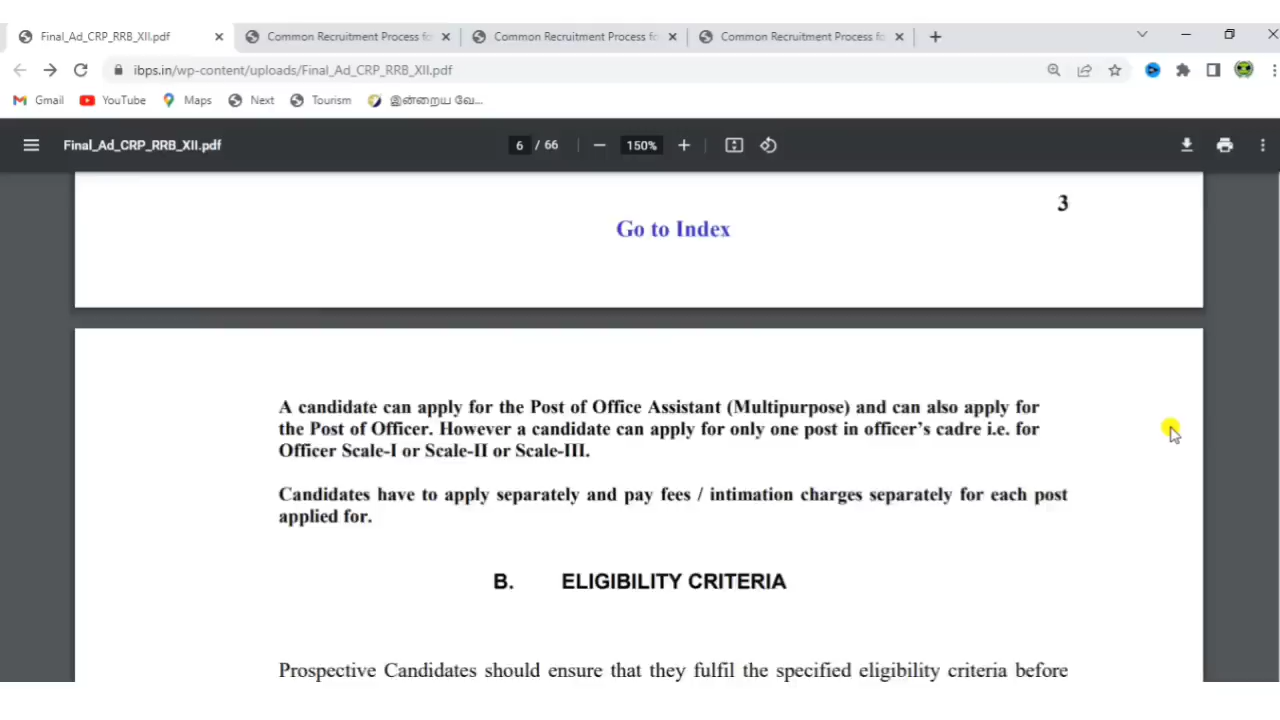 Final_Ad_CRP_RRB_XII.pdf
Common Recruitment Process fo
Common Recruitment Process fo
Common Recruitment Process fo
ibps.in/wp-content/uploads/Final_Ad_CRP_RRB_XII.pdf
Gmail YouTube Maps Next Tourism இன்றைய வே...
Final_Ad_CRP_RRB_XII.pdf 6 / 66 150%
3
Go to Index
A candidate can apply for the Post of Office Assistant (Multipurpose) and can also apply for
the Post of Officer. However a candidate can apply for only one post in officer's cadre i.e. for
Officer Scale-I or Scale-II or Scale-III.
Candidates have to apply separately and pay fees / intimation charges separately for each post
applied for.
B. ELIGIBILITY CRITERIA
Prospective Candidates should ensure that they fulfil the specified eligibility criteria before